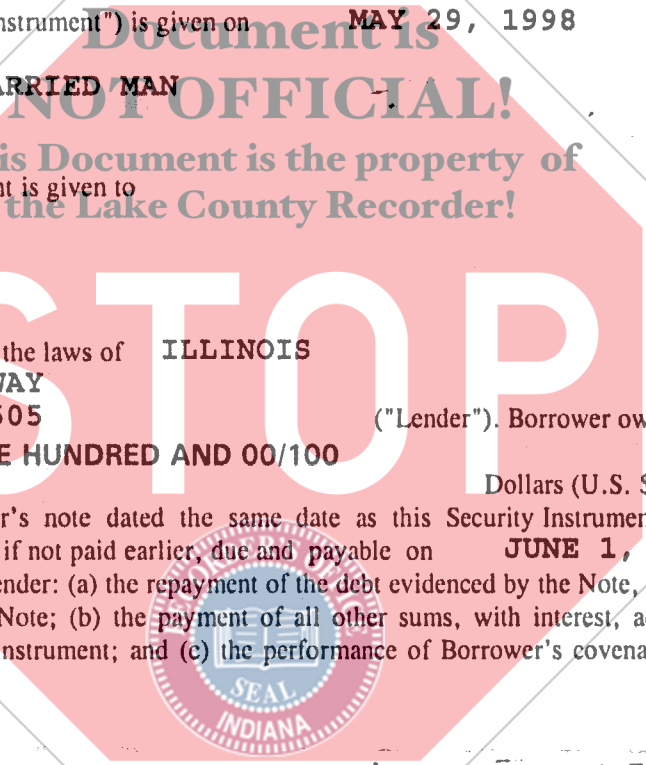 nstrument") is given on MAY 29, 1998
Document is
ARRIED MAN
NOT OFFICIAL!
is Document is the property of
nt is given to
the Lake County Recorder!
STOP
the laws of ILLINOIS
WAY
505
("Lender"). Borrower ow
E HUNDRED AND 00/100
Dollars (U.S. $
r's note dated the same date as this Security Instrumen
if not paid earlier, due and payable on JUNE 1,
ender: (a) the repayment of the debt evidenced by the Note,
Note; (b) the payment of all other sums, with interest, a
nstrument; and (c) the performance of Borrower's covena
RECORDER'S OFFICE
SEAL
INDIANA